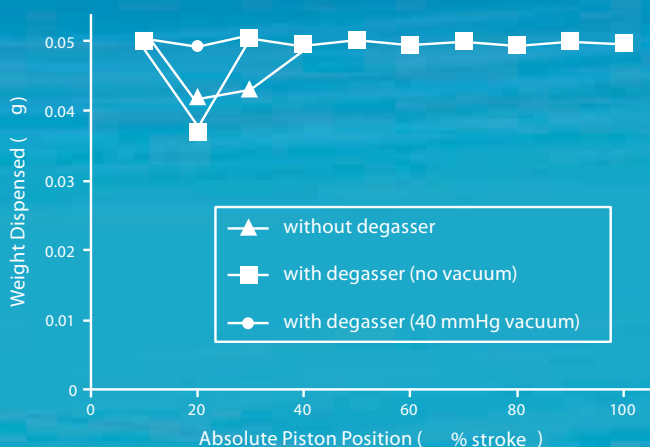 0.05
0.04
0.03
0.02
0.01
0
Weight Dispensed ( g)
without degasser
with degasser (no vacuum)
with degasser (40 mmHg vacuum)
0 20 40 60 80 100
Absolute Piston Position ( % stroke )